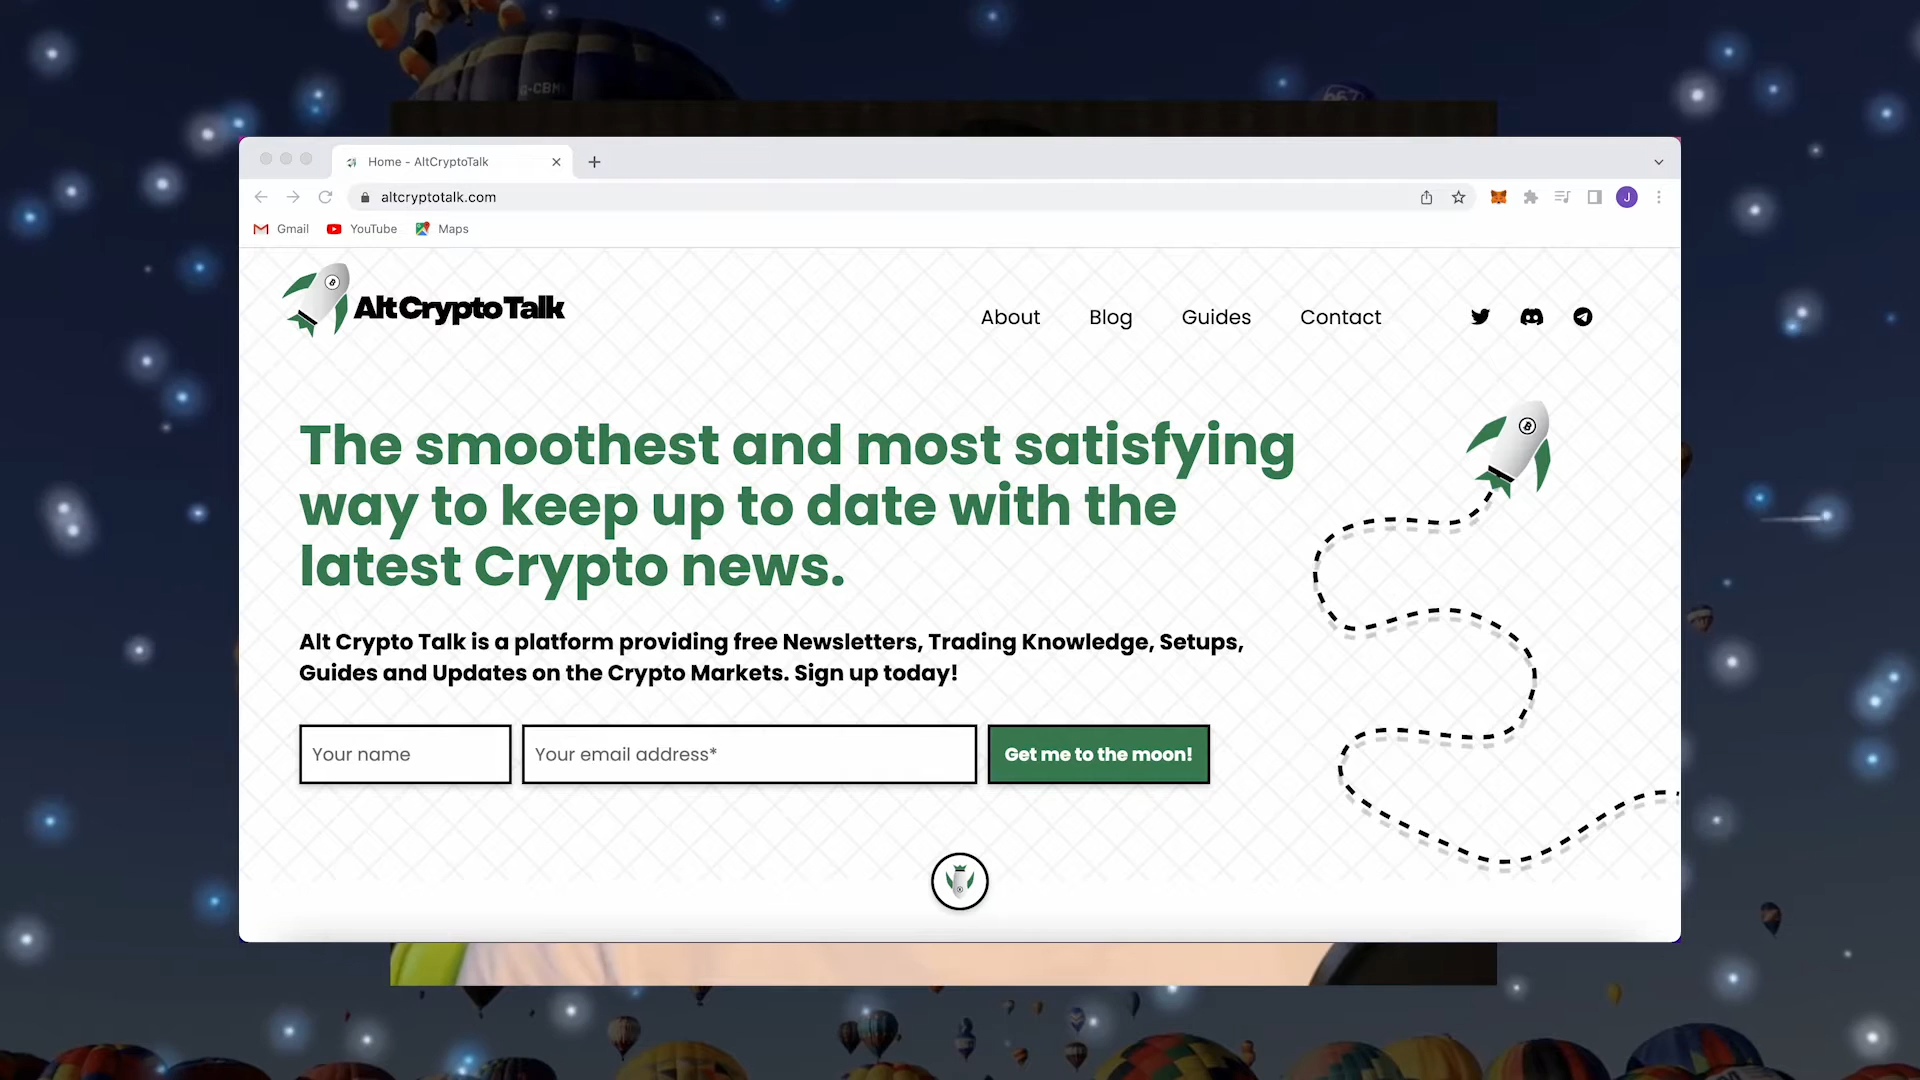 G-CBM
657
Home - AltCryptoTalk
altcryptotalk.com
J
Gmail
YouTube
Maps
AltCryptoTalk
About
Blog
Guides
Contact
The smoothest and most satisfying
way to keep up to date with the
latest Crypto news.
Alt Crypto Talk is a platform providing free Newsletters, Trading Knowledge, Setups,
Guides and Updates on the Crypto Markets. Sign up today!
Your name
Your email address*
Get me to the moon!